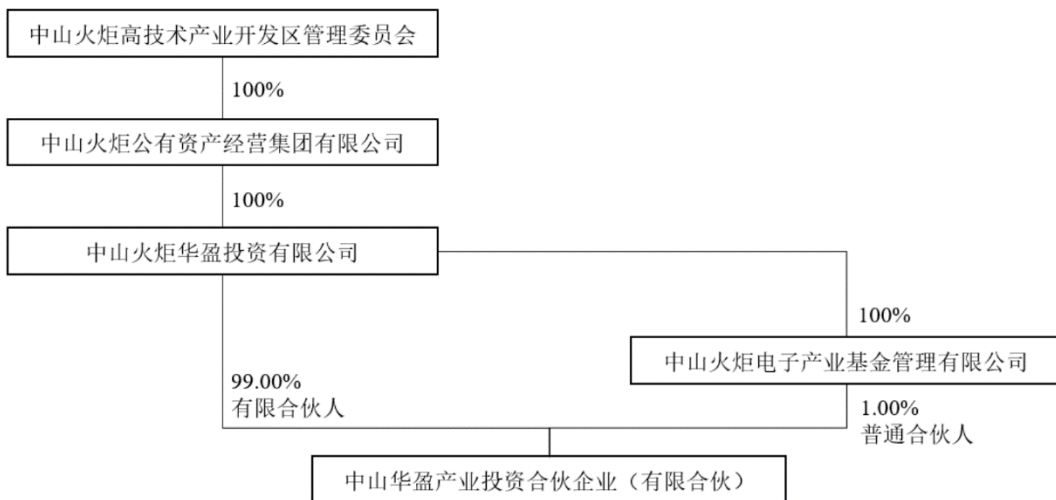 中山火炬高技术产业开发区管理委员会
100%
中山火炬公有资产经营集团有限公司
100%
中山火炬华盈投资有限公司
100%
中山火炬电子产业基金管理有限公司
99.00%
有限合伙人
1.00%
普通合伙人
中山华盈产业投资合伙企业（有限合伙）